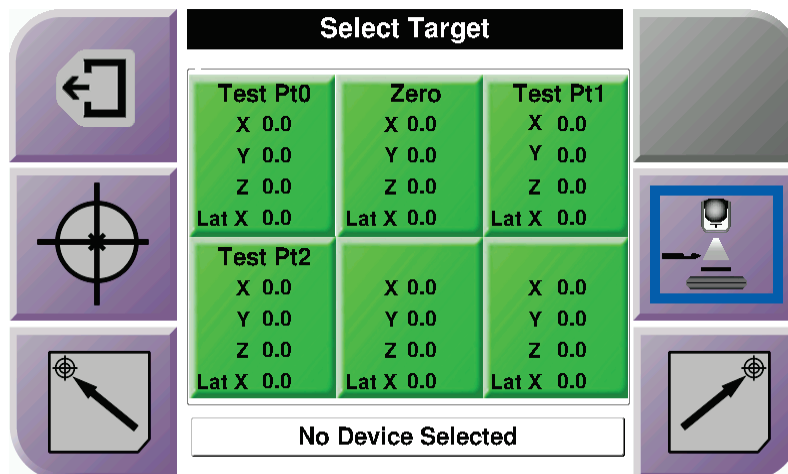 Select Target
Test Pt0 Zero Test Pt1
X 0.0 X 0.0 X 0.0
Y 0.0 Y 0.0 Y 0.0
Z 0.0 Z 0.0 Z 0.0
Lat X 0.0 Lat X 0.0 Lat X 0.0
Test Pt2
X 0.0 X 0.0 X 0.0
Y 0.0 Y 0.0 Y 0.0
Z 0.0 Z 0.0 Z 0.0
Lat X 0.0 Lat X 0.0 Lat X 0.0
No Device Selected